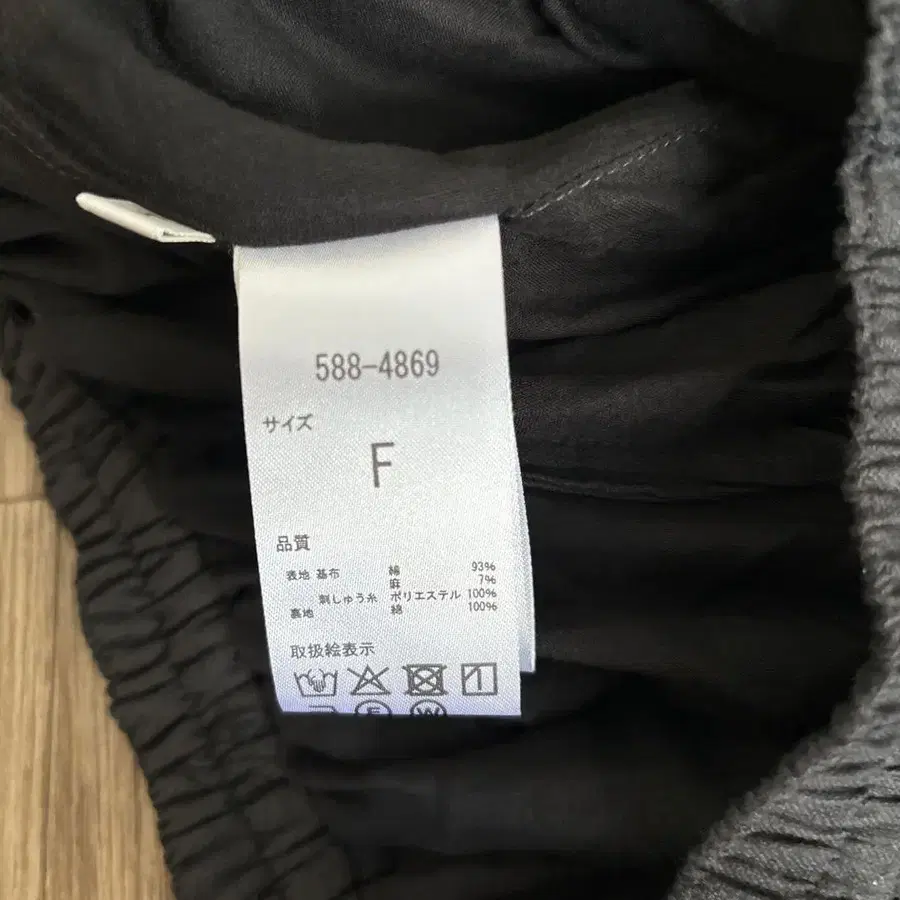 588-4869
サイズ
F
品質
表地 基布 綿 93%
麻 7%
刺しゅう糸 ポリエステル 100%
裏地 綿 100%
取扱絵表示